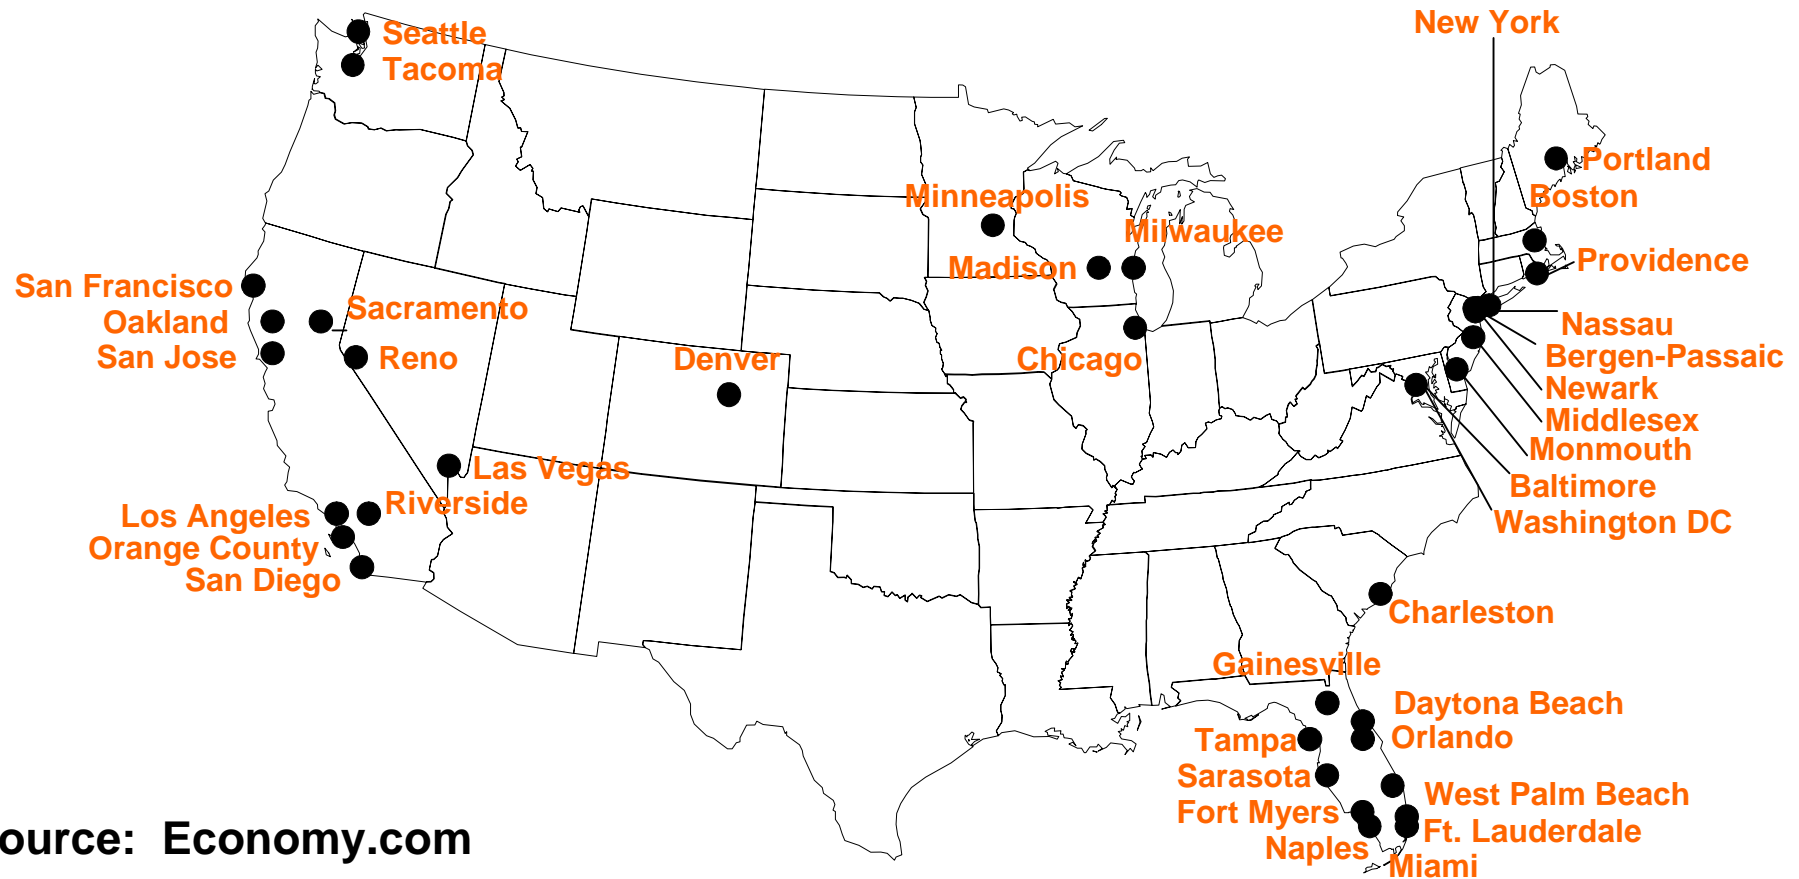 New York
Seattle
Tacoma
Portland
Boston
Minneapolis
Milwaukee
Madison
Providence
San Francisco
Sacramento
Oakland
San Jose
Reno
Denver
Chicago
Nassau
Bergen-Passaic
Newark
Middlesex
Monmouth
Baltimore
Washington DC
Las Vegas
Riverside
Los Angeles
Orange County
San Diego
Charleston
Gainesville
Daytona Beach
Orlando
Tampa
Sarasota
West Palm Beach
Fort Myers
Ft. Lauderdale
Naples
Miami
ource: Economy.com